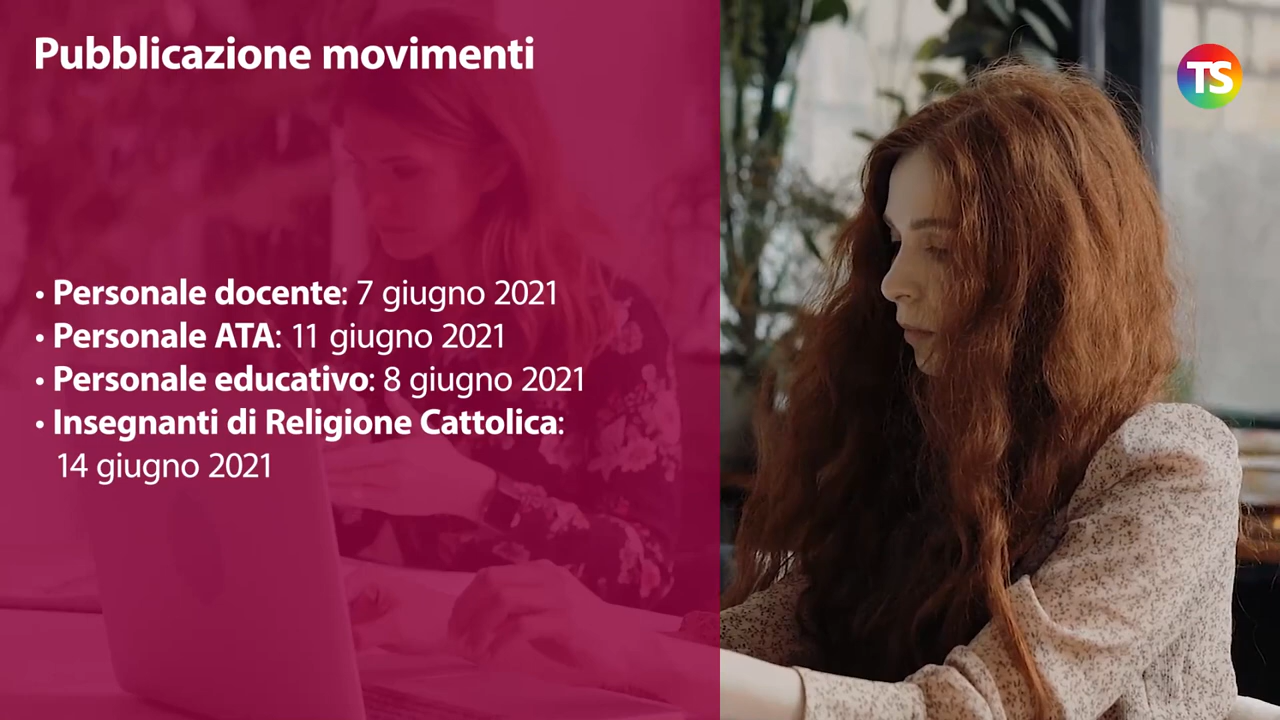 Pubblicazione movimenti
TS
• Personale docente: 7 giugno 2021
• Personale ATA: 11 giugno 2021
• Personale educativo: 8 giugno 2021
• Insegnanti di Religione Cattolica:
14 giugno 2021